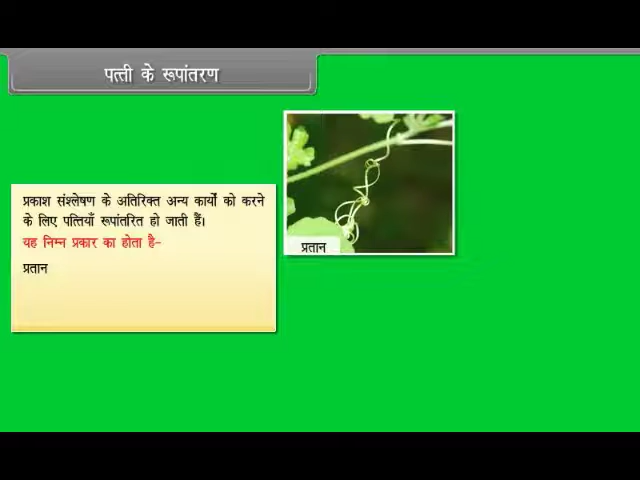 पत्ती के रूपांतरण
प्रकाश संश्लेषण के अतिरिक्त अन्य कार्यों को करने
के लिए पत्तियाँ रूपांतरित हो जाती हैं।
यह निम्न प्रकार का होता है-
प्रतान
प्रतान